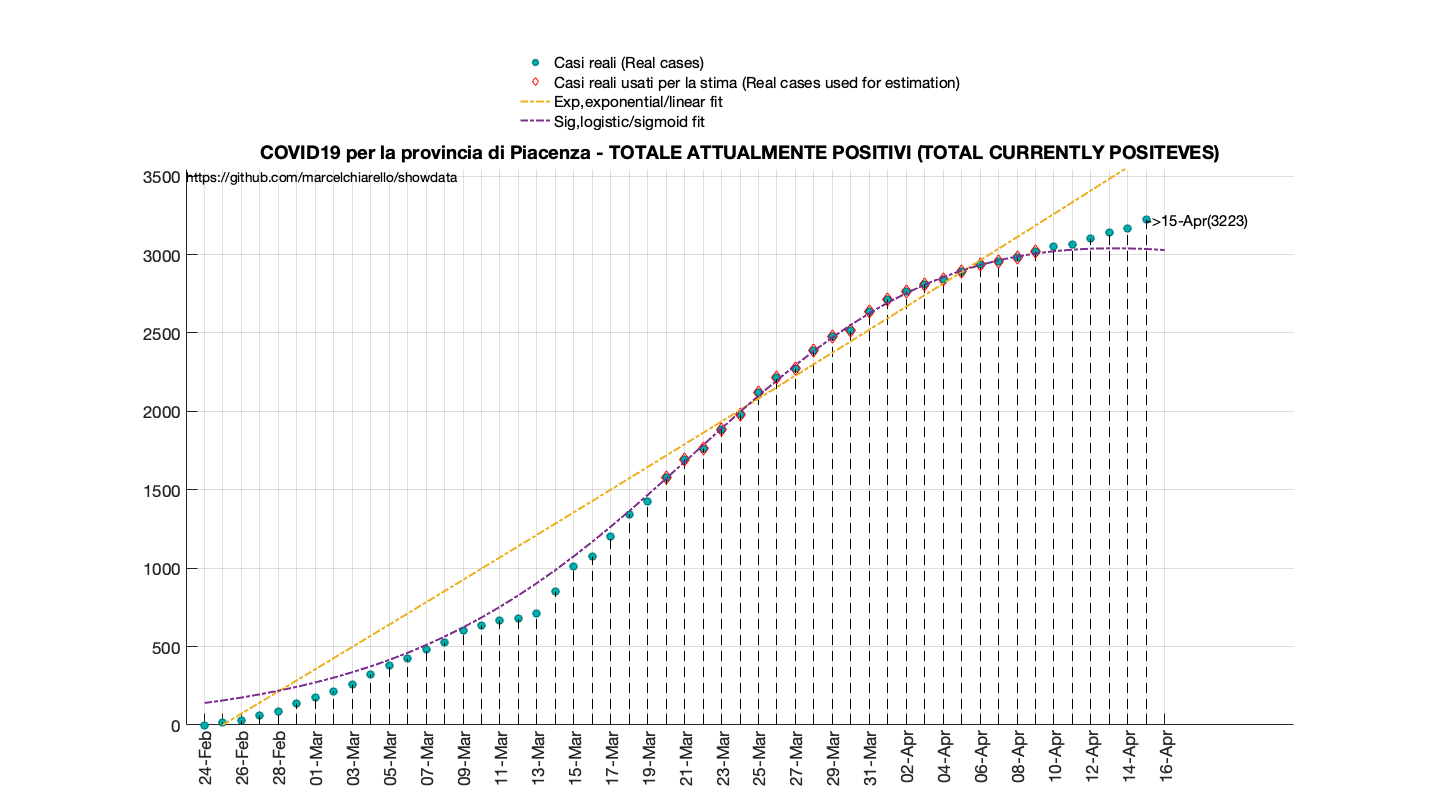 Casi reali (Real cases)
Casi reali usati per la stima (Real cases used for estimation)
Exp,exponential/linear fit
Sig,logistic/sigmoid fit
COVID19 per la provincia di Piacenza - TOTALE ATTUALMENTE POSITIVI (TOTAL CURRENTLY POSITEVES)
https://github.com/marcelchiarello/showdata
3500
3000
2500
2000
1500
1000
500
0
->15-Apr(3223)
24-Feb
26-Feb
28-Feb
01-Mar
03-Mar
05-Mar
07-Mar
09-Mar
11-Mar
13-Mar
15-Mar
17-Mar
19-Mar
21-Mar
23-Mar
25-Mar
27-Mar
29-Mar
31-Mar
02-Apr
04-Apr
06-Apr
08-Apr
10-Apr
12-Apr
14-Apr
16-Apr